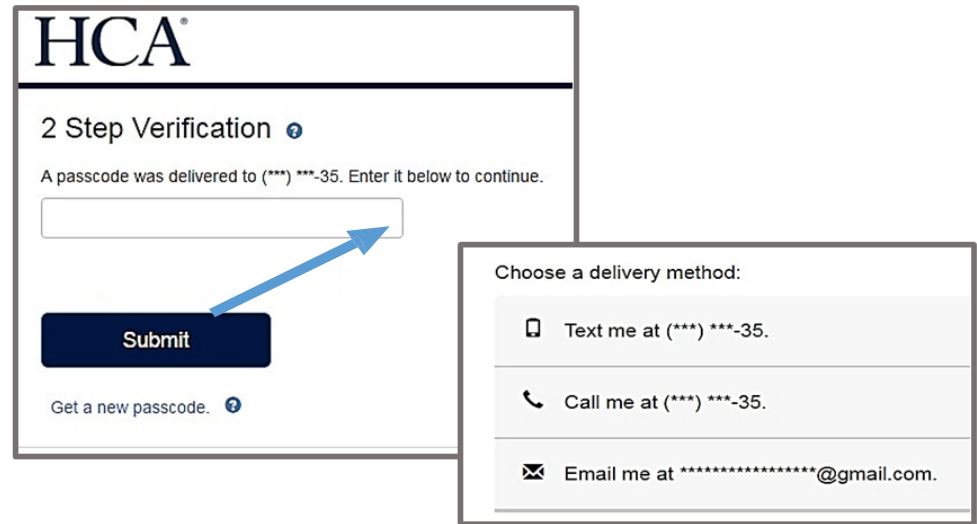 HCA®
2 Step Verification
A passcode was delivered to (***) ***-35. Enter it below to continue.
Submit
Get a new passcode.
Choose a delivery method:
Text me at (***) ***-35.
Call me at (***) ***-35.
Email me at *****************@gmail.com.